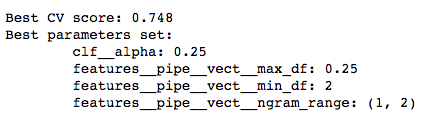 Best CV score: 0.748
Best parameters set:
clf__alpha: 0.25
features__pipe__vect__max_df: 0.25
features__pipe__vect__min_df: 2
features__pipe__vect__ngram_range: (1, 2)